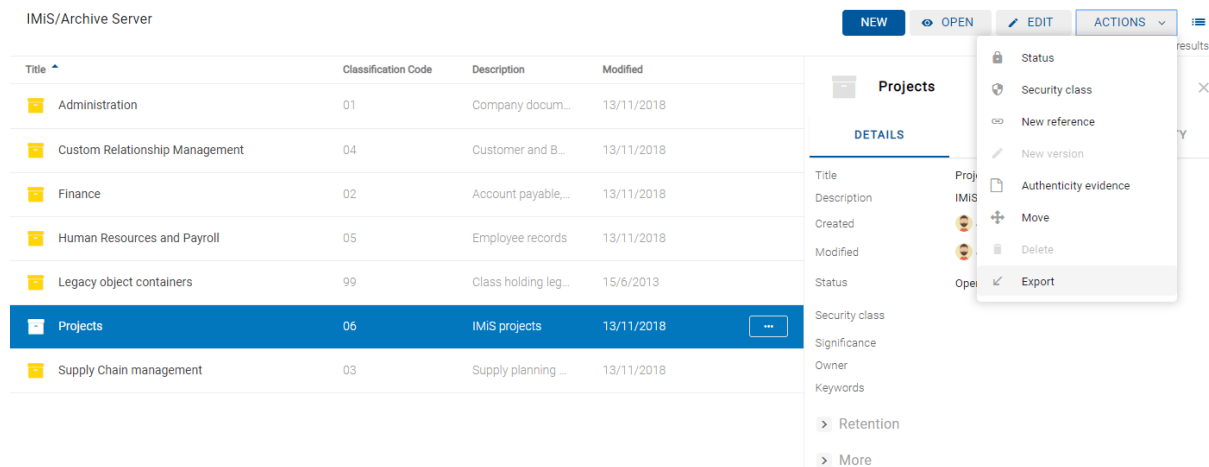 IMiS/Archive Server
NEW OPEN EDIT ACTIONS
results
Title Classification Code Description Modified
Administration 01 Company docum... 13/11/2018
Custom Relationship Management 04 Customer and B... 13/11/2018
Finance 02 Account payable,... 13/11/2018
Human Resources and Payroll 05 Employee records 13/11/2018
Legacy object containers 99 Class holding leg... 15/6/2013
Projects 06 IMiS projects 13/11/2018 ...
Supply Chain management 03 Supply planning ... 13/11/2018
Projects
DETAILS
Title
Description IMiS
Created
Modified
Status
Security class
Significance
Owner
Keywords
Retention
More
Status
Security class
New reference
New version
Authenticity evidence
Move
Delete
Export